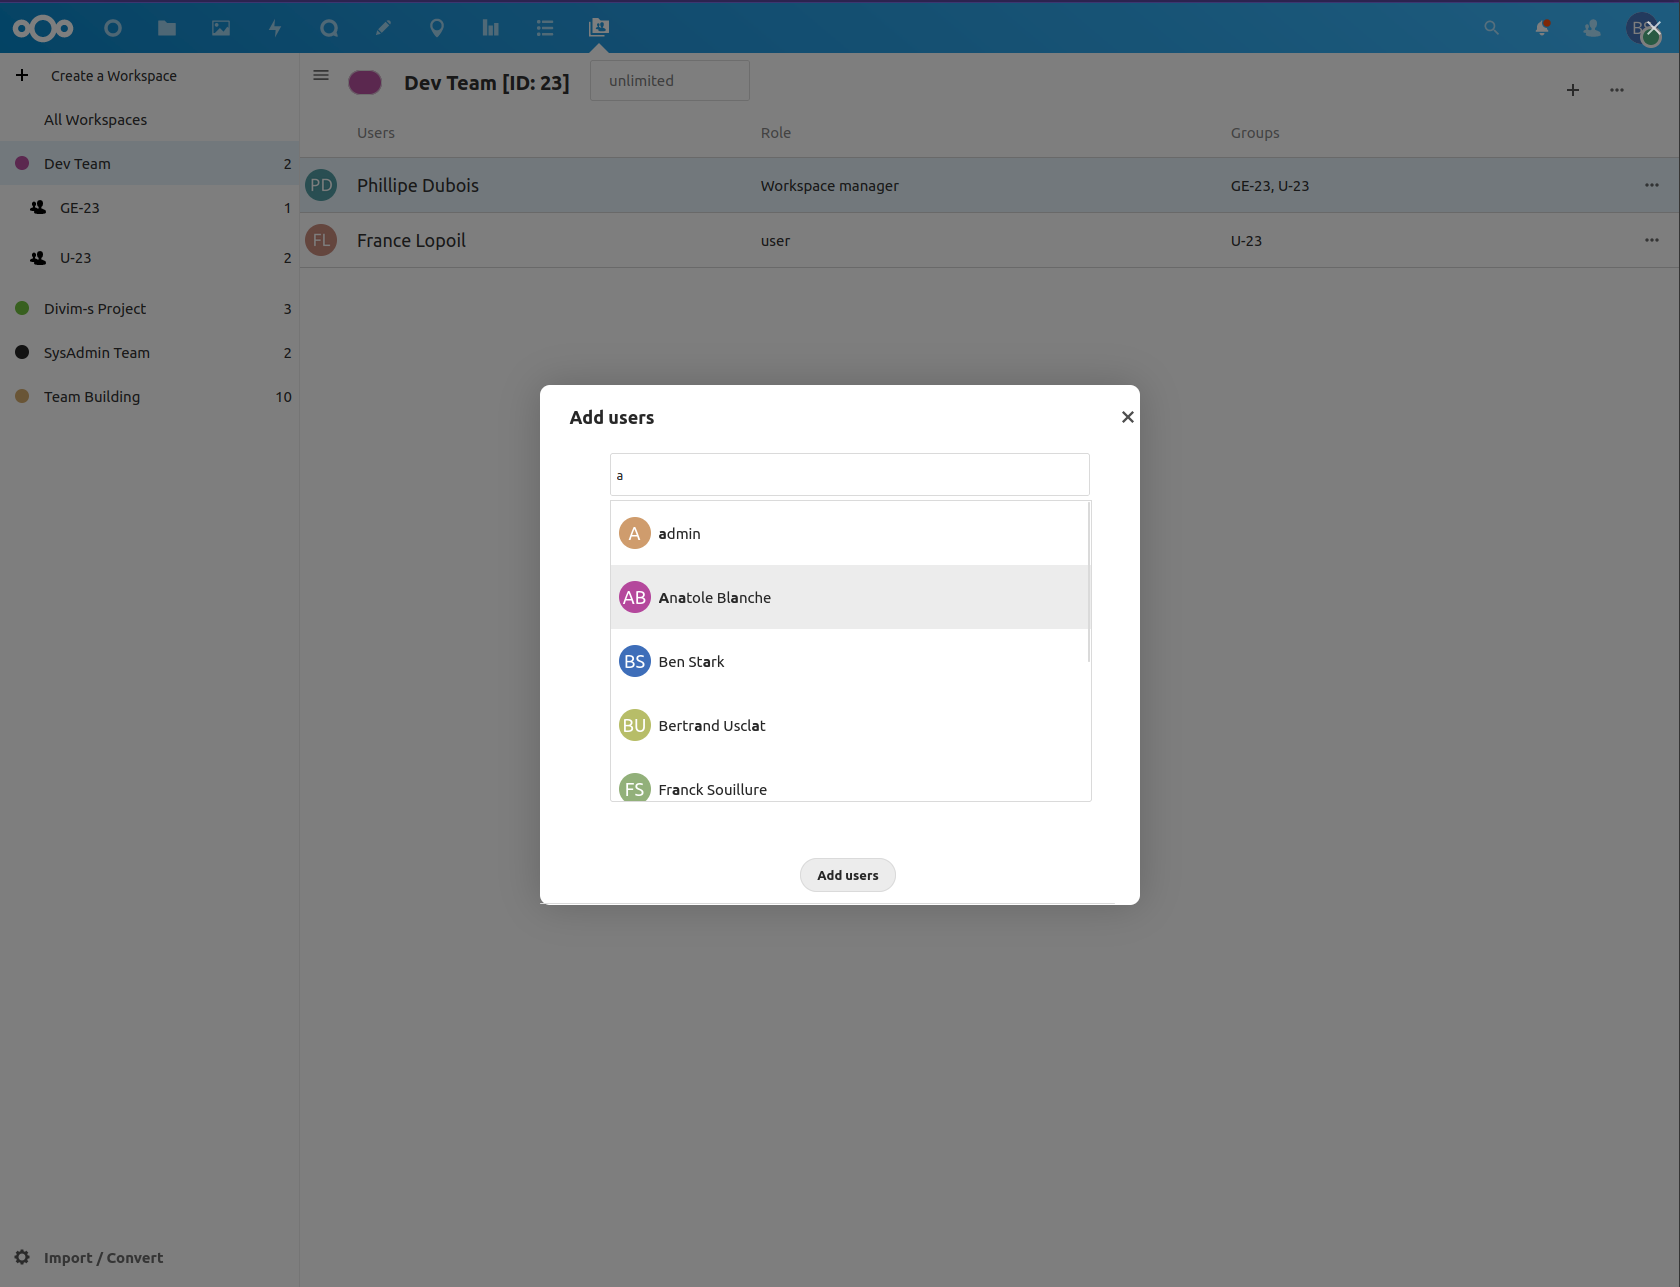 Create a Workspace
All Workspaces
Dev Team 2
GE-23 1
U-23 2
Divim-s Project 3
SysAdmin Team 2
Team Building 10
Import / Convert
Dev Team [ID: 23] unlimited
Users Role Groups
PD Phillipe Dubois Workspace manager GE-23, U-23
FL France Lopoil user U-23
Add users
a
A admin
AB Anatole Blanche
BS Ben Stark
BU Bertrand Usclat
FS Franck Souillure
Add users